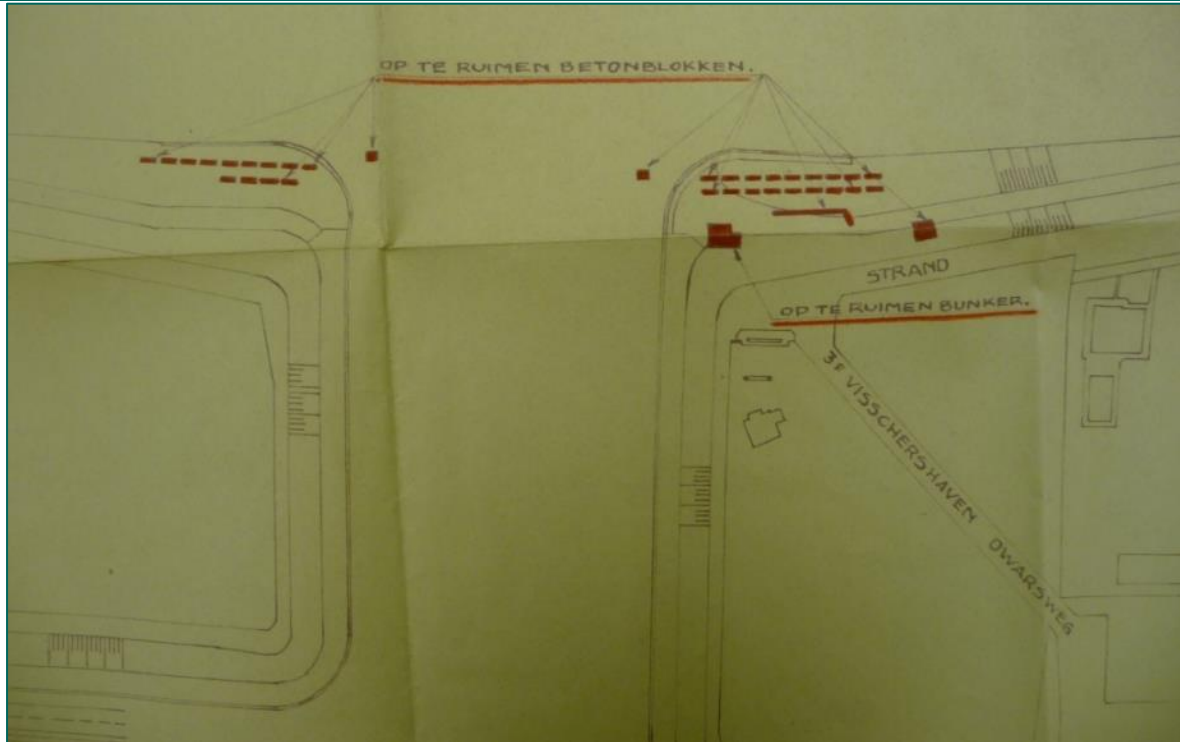 OP TE RUIMEN BETONBLOKKEN.
STRAND
OP TE RUIMEN BUNKER.
3E VISSCHERSHAVEN DWARSWEG